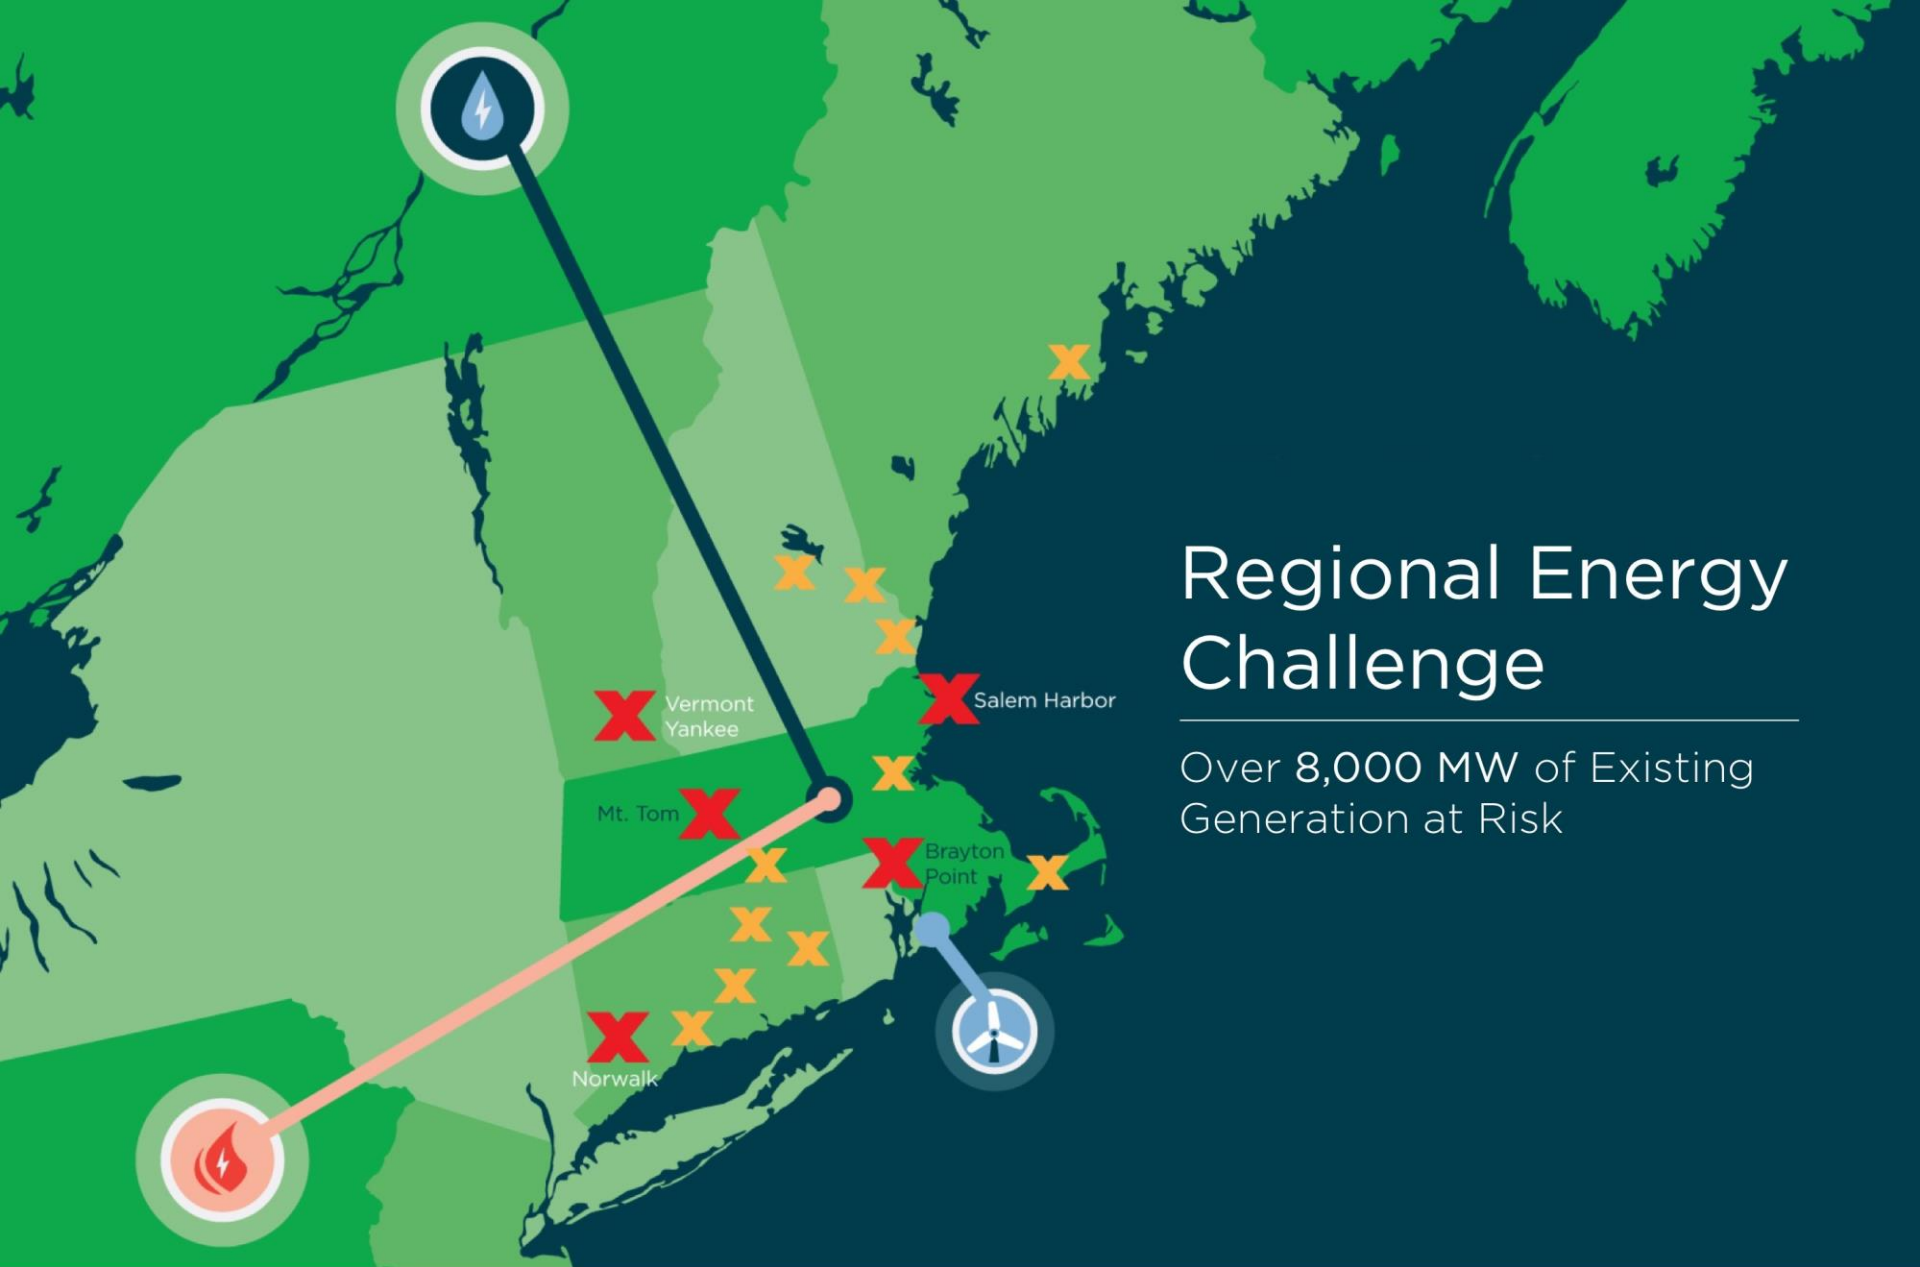 Regional Energy
Challenge
Over 8,000 MW of Existing
Generation at Risk
Vermont
Yankee
Salem Harbor
Mt. Tom
Brayton
Point
Norwalk